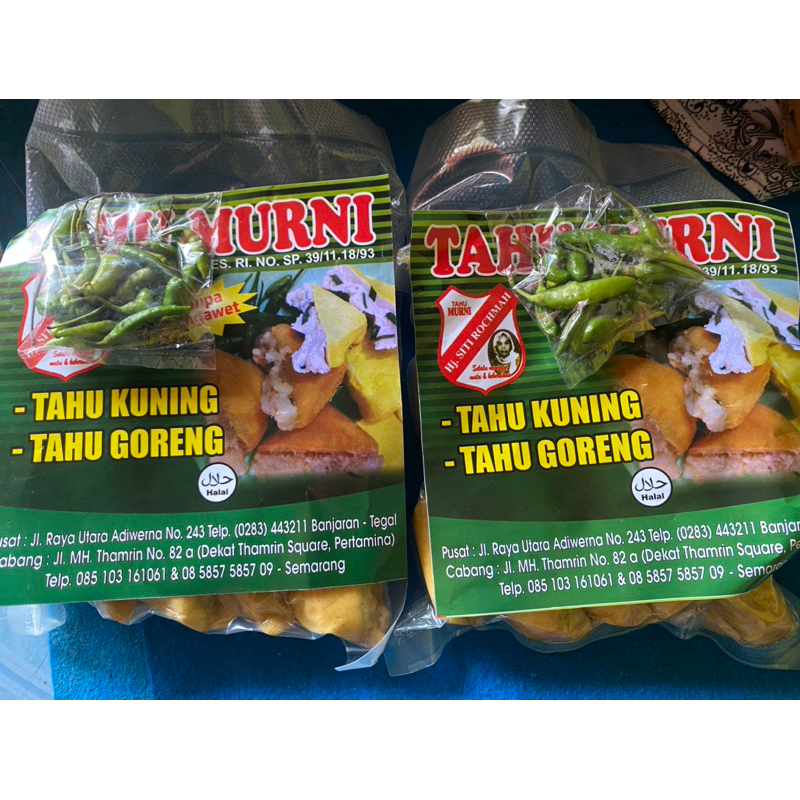 MURNI
ES. RI. NO. SP. 39/11.18/93
- TAHU KUNING
- TAHU GORENG
حلال
Halal
Pusat : Jl. Raya Utara Adiwerna No. 243 Telp. (0283) 443211 Banjaran - Tegal
Cabang : Jl. MH. Thamrin No. 82 a (Dekat Thamrin Square, Pertamina)
Telp. 085 103 161061 & 08 5857 5857 09 - Semarang
TAHU MURNI
39/11.18/93
TAHU
MURNI
Hj. SITI ROCHMAH
- TAHU KUNING
- TAHU GORENG
حلال
Halal
Pusat : Jl. Raya Utara Adiwerna No. 243 Telp. (0283) 443211 Banjaran
Cabang : Jl. MH. Thamrin No. 82 a (Dekat Thamrin Square, Pe
Telp. 085 103 161061 & 08 5857 5857 09 - Semarang